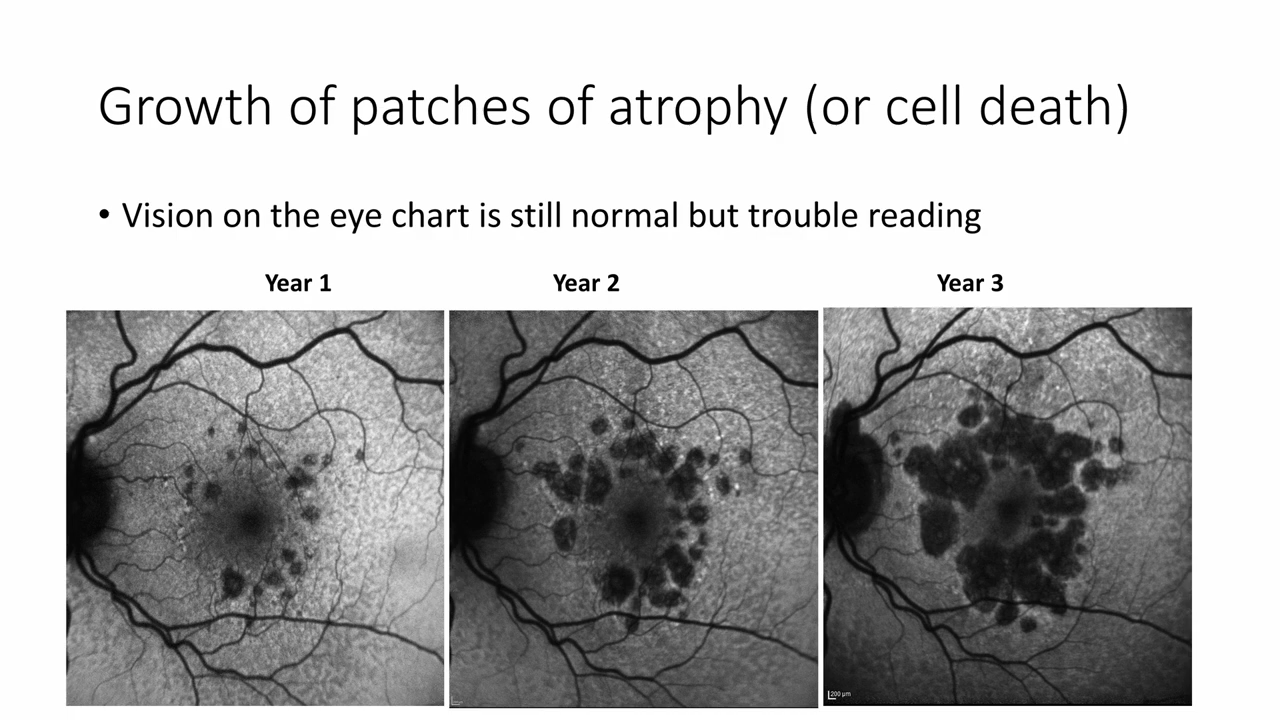 Growth of patches of atrophy (or cell death)
• Vision on the eye chart is still normal but trouble reading
Year 1 Year 2 Year 3
200 µm